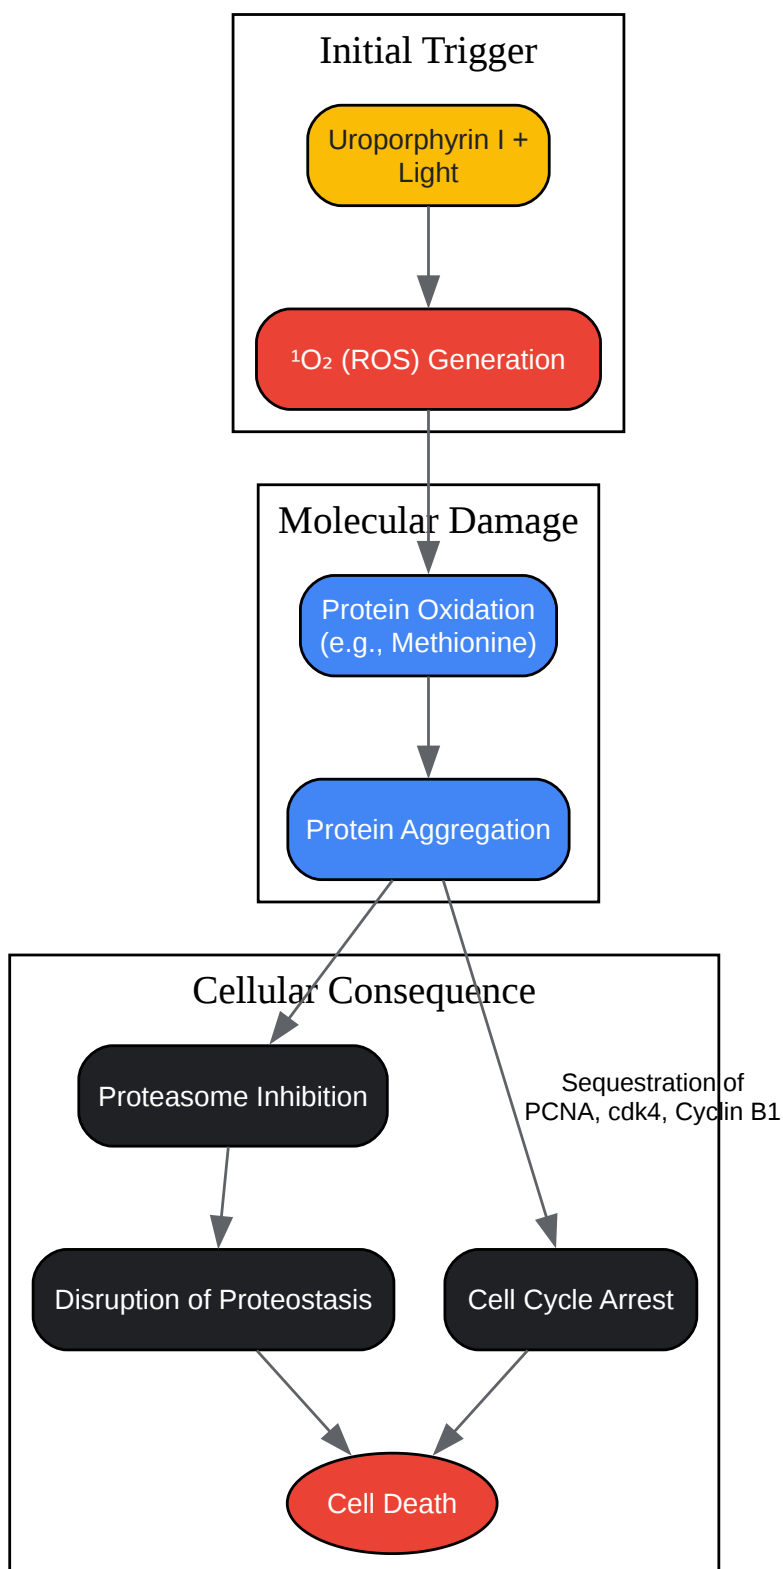 Initial Trigger
Uroporphyrin I +
Light
¹O₂ (ROS) Generation
Molecular Damage
Protein Oxidation
(e.g., Methionine)
Protein Aggregation
Cellular Consequence
Proteasome Inhibition
Sequestration of
PCNA, cdk4, Cyclin B1
Disruption of Proteostasis
Cell Cycle Arrest
Cell Death